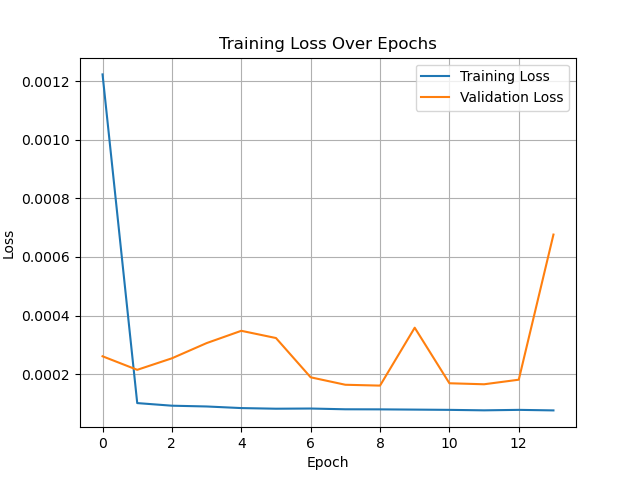 Training Loss Over Epochs
Training Loss
Validation Loss
0.0012
0.0010
0.0008
0.0006
0.0004
0.0002
Loss
0 2 4 6 8 10 12
Epoch